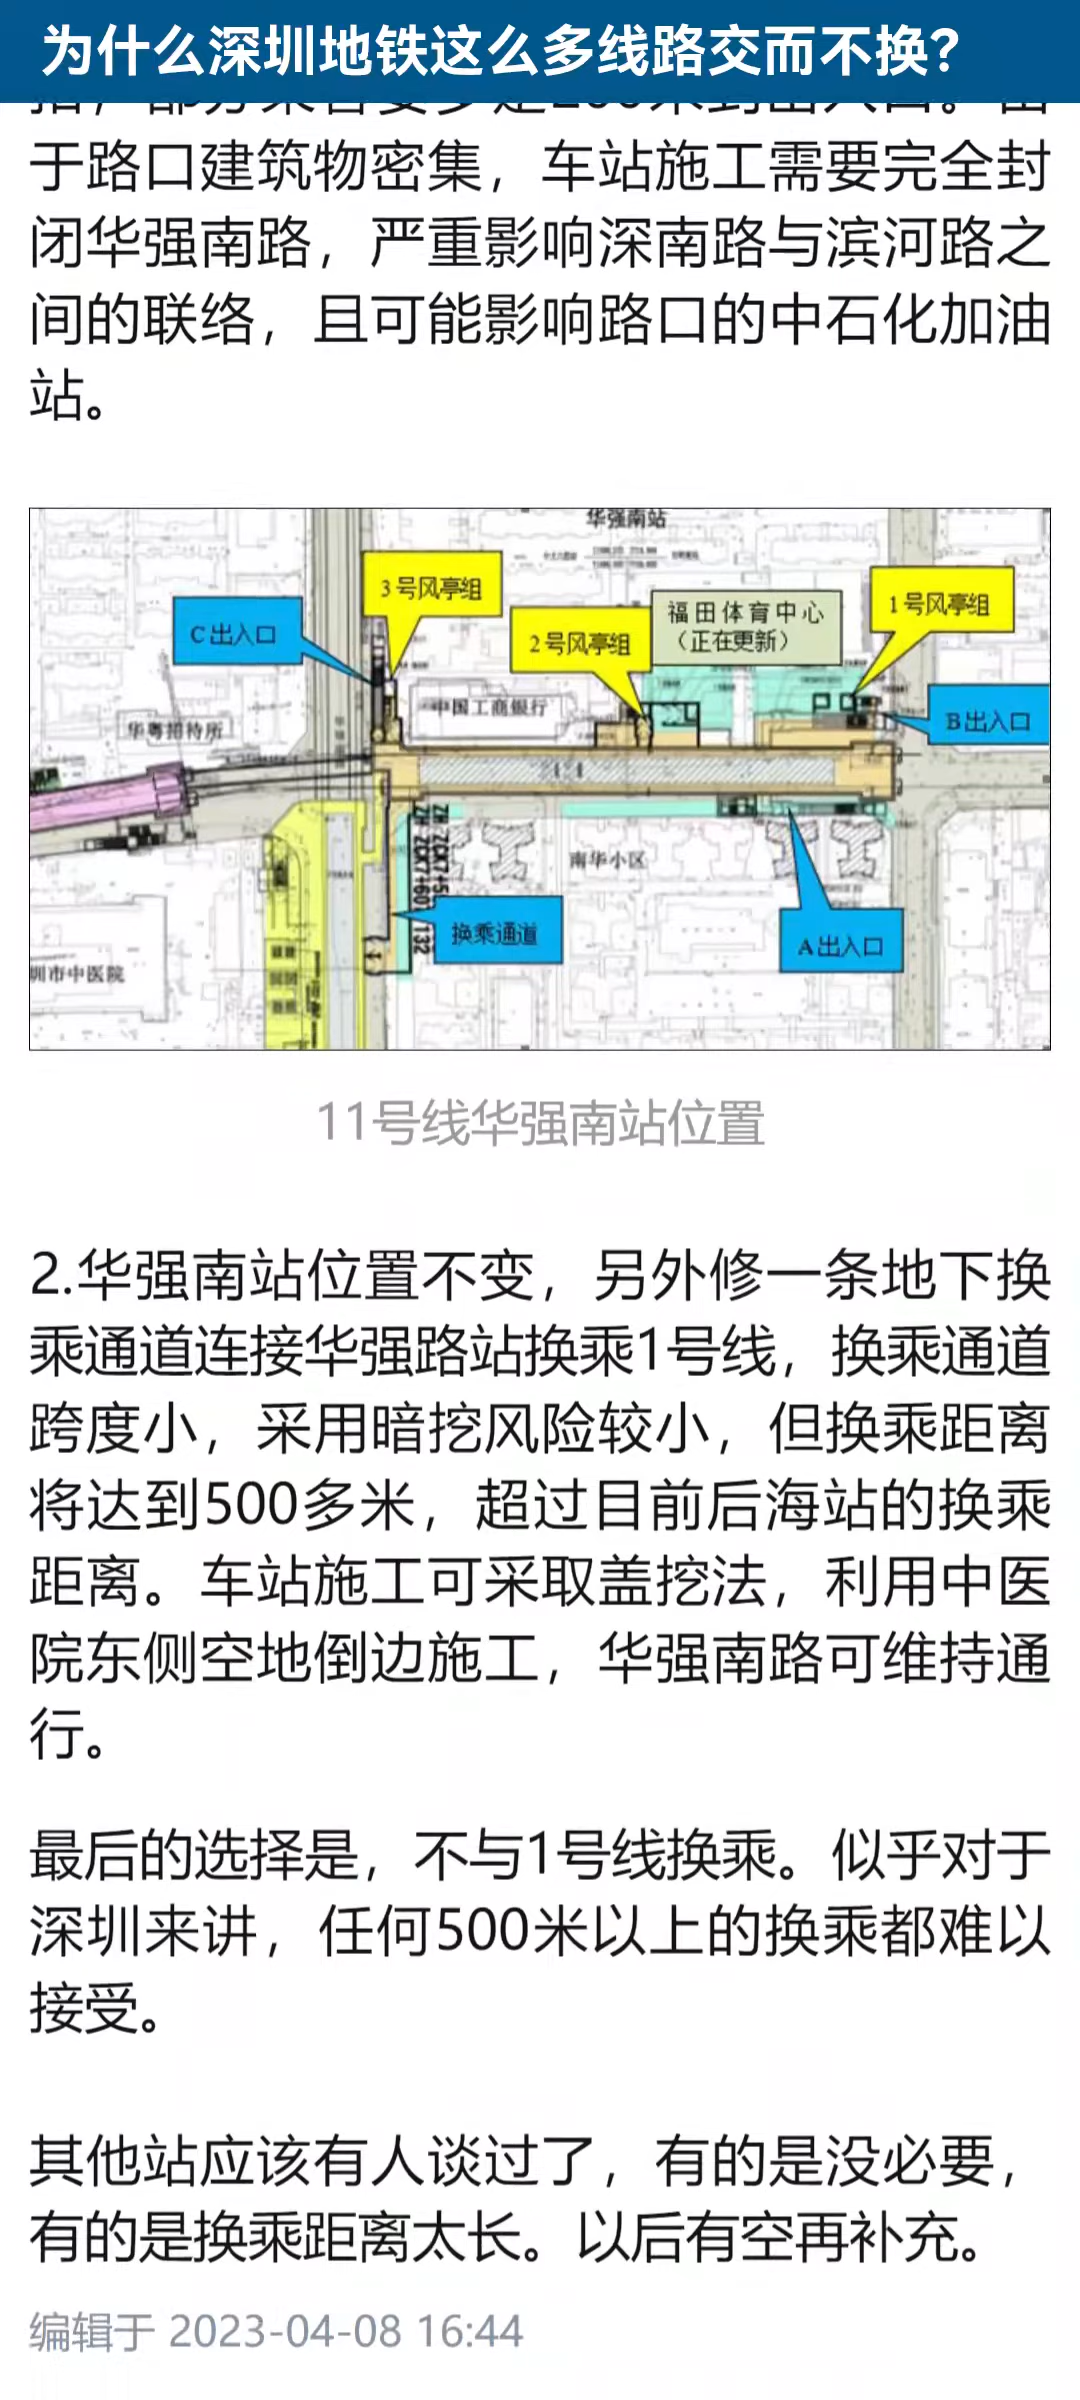 为什么深圳地铁这么多线路交而不换？
于路口建筑物密集，车站施工需要完全封
闭华强南路，严重影响深南路与滨河路之
间的联络，且可能影响路口的中石化加油
站。
华强南站
3号风亭组
1号风亭组
C出入口
2号风亭组
福田体育中心
（正在更新）
B出入口
中国工商银行
华粤招待所
南华小区
换乘通道
A出入口
圳市中医院
11号线华强南站位置
2.华强南站位置不变，另外修一条地下换
乘通道连接华强路站换乘1号线，换乘通道
跨度小，采用暗挖风险较小，但换乘距离
将达到500多米，超过目前后海站的换乘
距离。车站施工可采取盖挖法，利用中医
院东侧空地倒边施工，华强南路可维持通
行。
最后的选择是，不与1号线换乘。似乎对于
深圳来讲，任何500米以上的换乘都难以
接受。
其他站应该有人谈过了，有的是没必要，
有的是换乘距离太长。以后有空再补充。
编辑于 2023-04-08 16:44